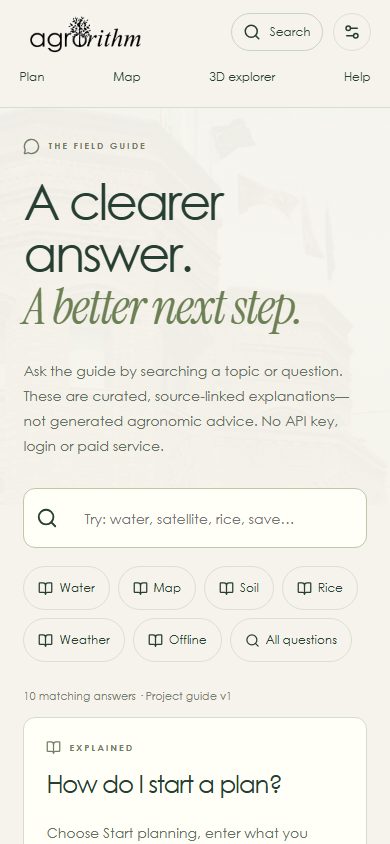 agrorithm
Search
Plan
Map
3D explorer
Help
THE FIELD GUIDE
A clearer
answer.
A better next step.
Ask the guide by searching a topic or question.
These are curated, source-linked explanations—
not generated agronomic advice. No API key,
login or paid service.
Try: water, satellite, rice, save…
Water
Map
Soil
Rice
Weather
Offline
All questions
10 matching answers · Project guide v1
EXPLAINED
How do I start a plan?
Choose Start planning, enter what you